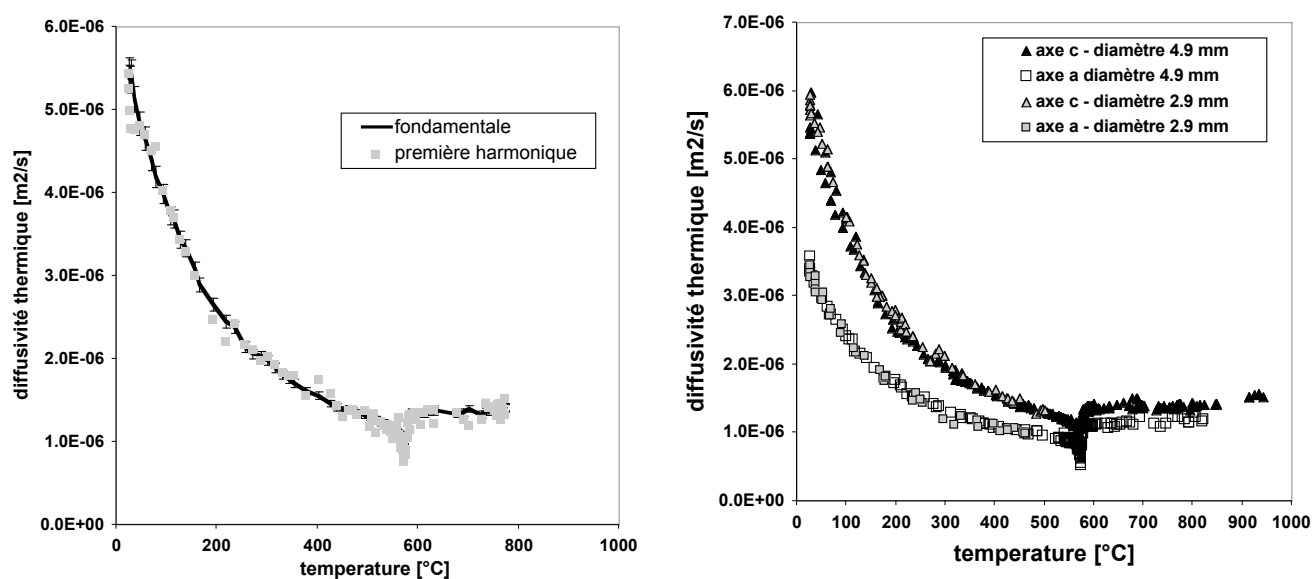 6.0E-06
5.0E-06
4.0E-06
3.0E-06
2.0E-06
1.0E-06
0.0E+00
diffusivité thermique [m2/s]
fondamentale
première harmonique
0 200 400 600 800 1000
temperature [°C]
7.0E-06
6.0E-06
5.0E-06
4.0E-06
3.0E-06
2.0E-06
1.0E-06
0.0E+00
diffusivité thermique [m2/s]
axe c - diamètre 4.9 mm
axe a diamètre 4.9 mm
axe c - diamètre 2.9 mm
axe a - diamètre 2.9 mm
0 100 200 300 400 500 600 700 800 900 1000
temperature [°C]